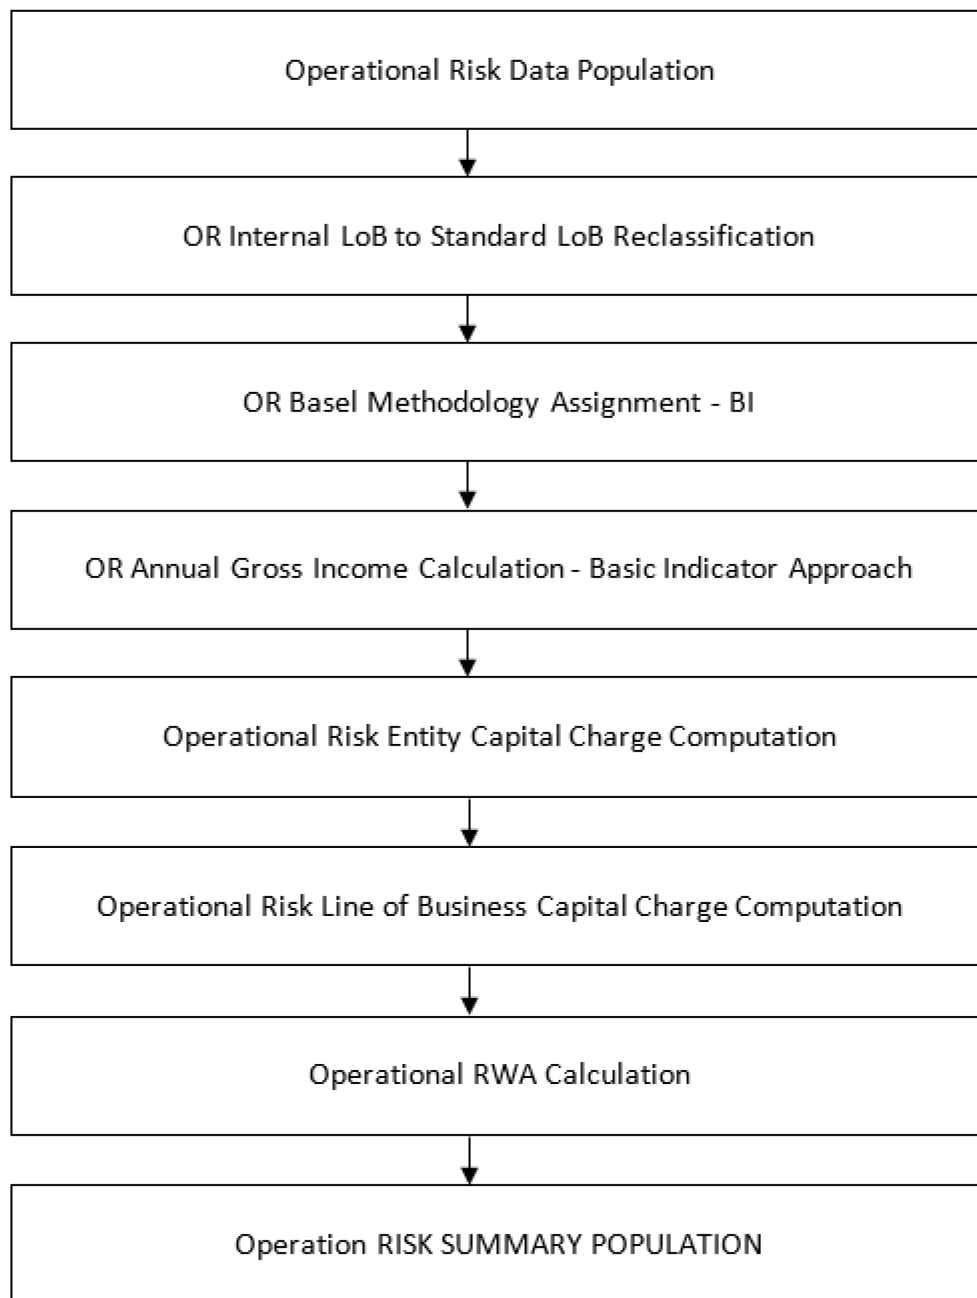 Operational Risk Data Population
OR Internal LoB to Standard LoB Reclassification
OR Basel Methodology Assignment - BI
OR Annual Gross Income Calculation - Basic Indicator Approach
Operational Risk Entity Capital Charge Computation
Operational Risk Line of Business Capital Charge Computation
Operational RWA Calculation
Operation RISK SUMMARY POPULATION